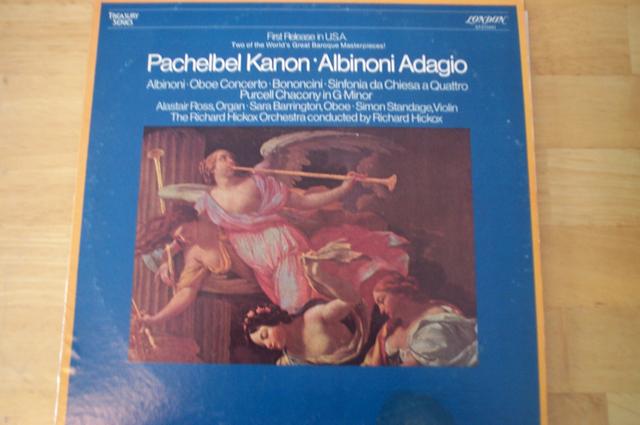 TREASURY
SERIES
LONDON
First Release in U.S.A.
Two of the World's Great Baroque Masterpieces!
Pachelbel Kanon · Albinoni Adagio
Albinoni · Oboe Concerto · Bononcini · Sinfonia da Chiesa a Quattro
Purcell Chacony in G Minor
Alastair Ross, Organ · Sara Barrington, Oboe · Simon Standage, Violin
The Richard Hickox Orchestra conducted by Richard Hickox